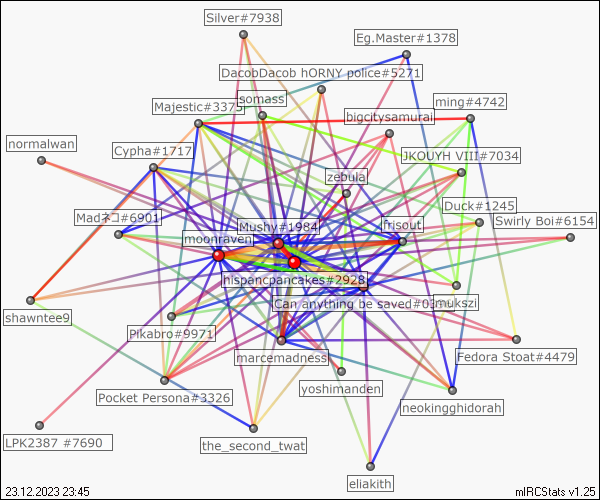 Silver#7938
Eg.Master#1378
DacobDacob hORNY police#5271
somass
Majestic#3375
ming#4742
bigcitysamurai
normalwan
Cypha#1717
JKOUYH VIII#7034
zebula
Madネコ#6901
Duck#1245
Swirly Boi#6154
Mushy#1984
frisout
moonraven
hispancpancakes#2928
Can anything be saved#03
mukszi
shawntee9
Pikabro#9971
marcemadness
Fedora Stoat#4479
yoshimanden
Pocket Persona#3326
neokingghidorah
LPK2387 #7690
the_second_twat
eliakith
23.12.2023 23:45
mIRCStats v1.25